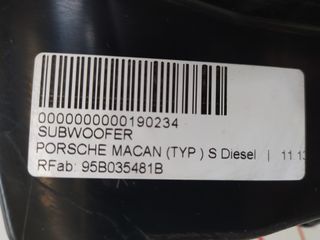 0000000000190234
SUBWOOFER
PORSCHE MACAN (TYP ) S Diesel | 11 13
RFab: 95B035481B